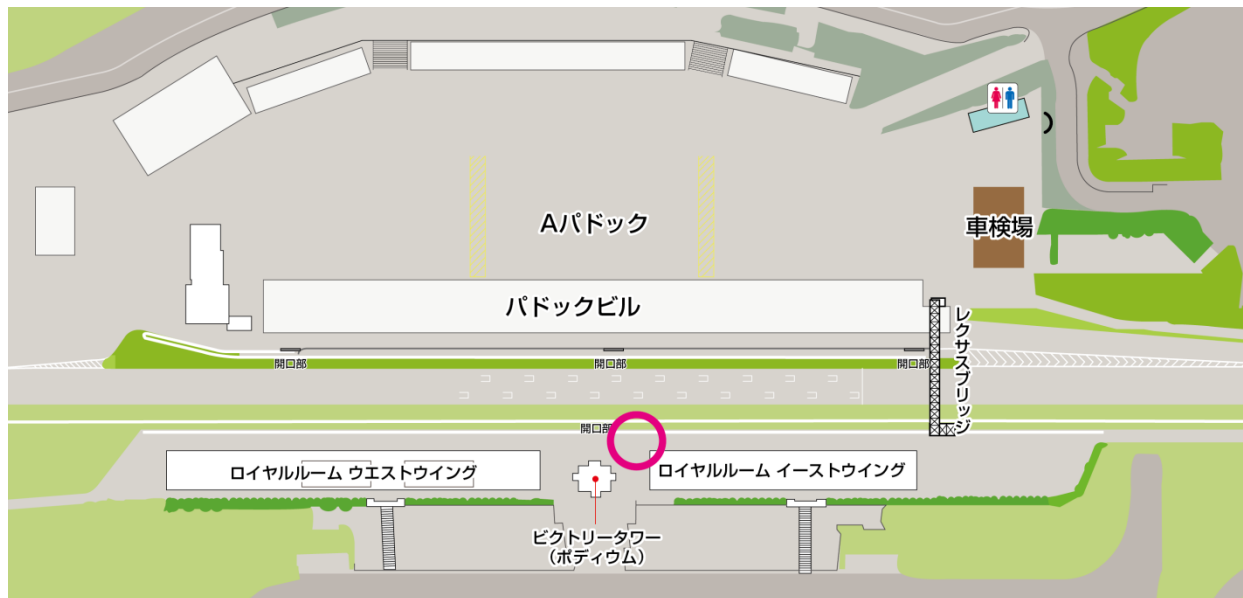 Aパドック
車検場
パドックビル
レクサスブリッジ
開口部
開口部
開口部
開口部
ロイヤルルーム ウエストウイング
ロイヤルルーム イーストウイング
ビクトリータワー
（ポディウム）